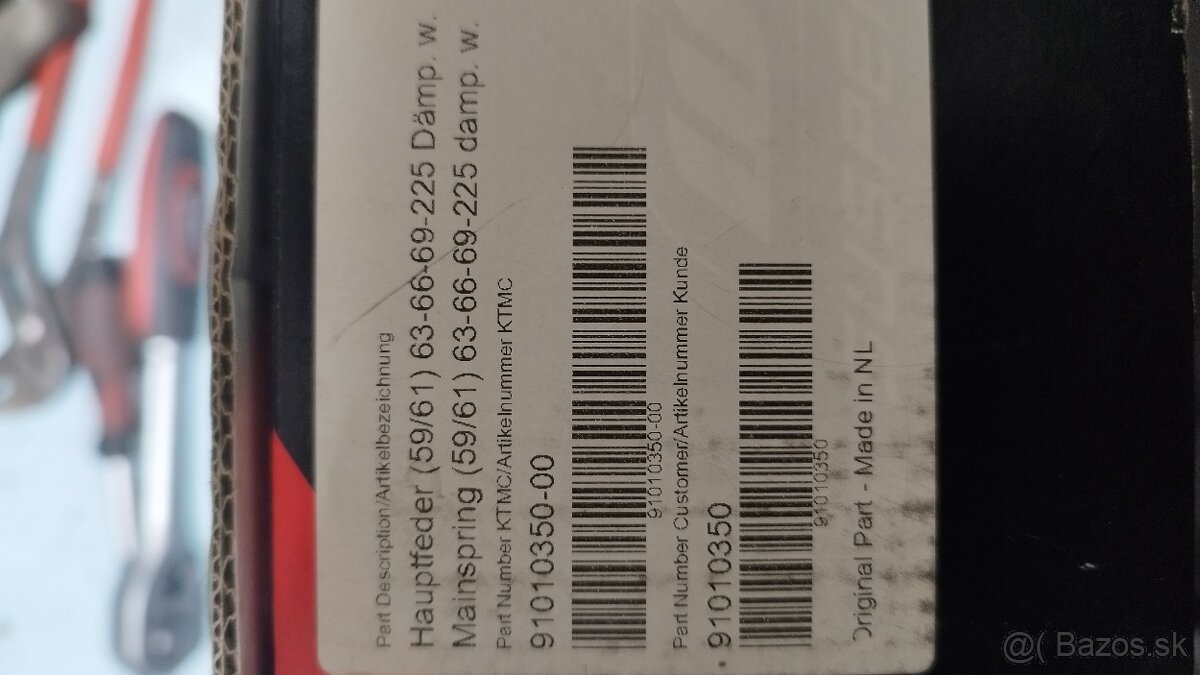 Part Description/Artikelbezeichnung
Hauptfeder (59/61) 63-66-69-225 Dämp. w.
Mainspring (59/61) 63-66-69-225 damp. w.
Part Number KTMC/Artikelnummer KTMC
91010350-00
91010350-00
Part Number Customer/Artikelnummer Kunde
91010350
91010350
Original Part - Made in NL
@( Bazos.sk